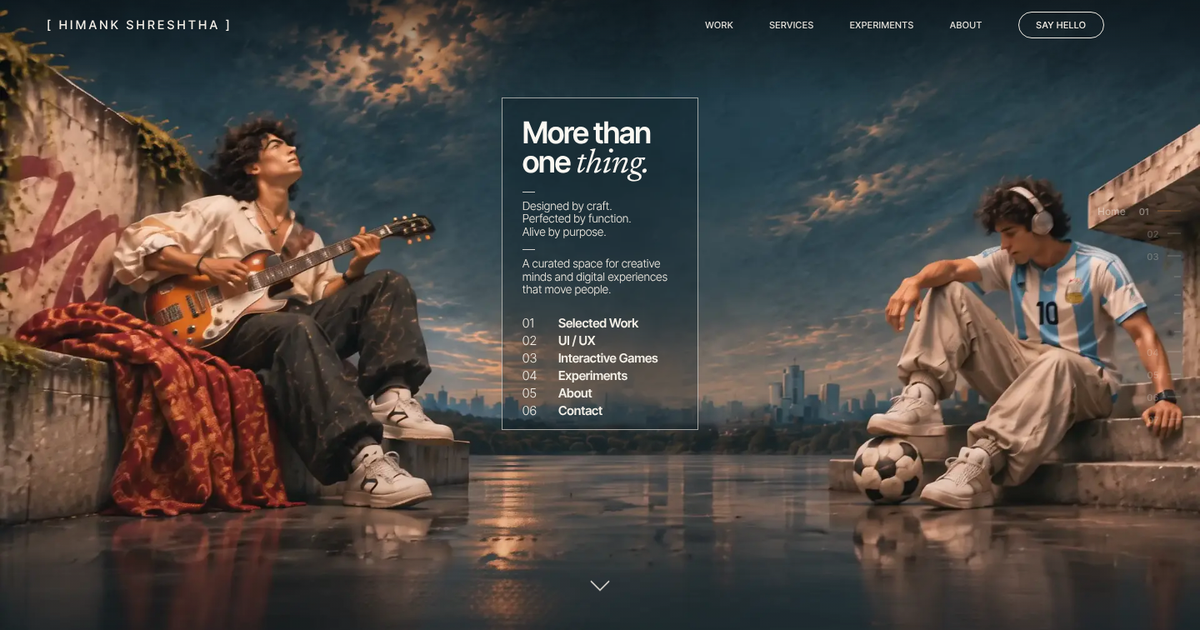 [ HIMANK SHRESHTHA ]
WORK
SERVICES
EXPERIMENTS
ABOUT
SAY HELLO
More than
one thing.
Designed by craft.
Perfected by function.
Alive by purpose.
A curated space for creative
minds and digital experiences
that move people.
01 Selected Work
02 UI / UX
03 Interactive Games
04 Experiments
05 About
06 Contact
Home 01
02
03
10
06